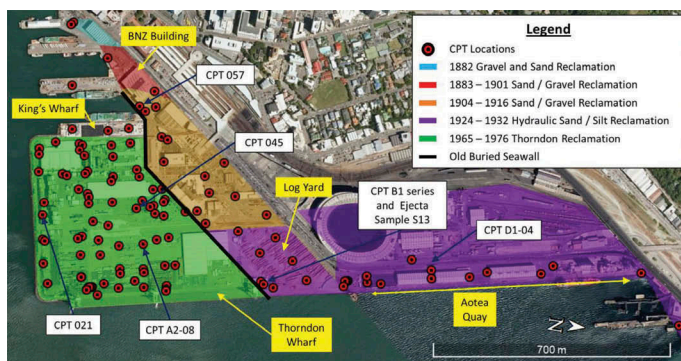 BNZ Building
CPT 057
King's Wharf
CPT 045
Log Yard
CPT B1 series
and Ejecta
Sample S13
CPT D1-04
CPT 021
CPT A2-08
Thorndon
Wharf
Aotea
Quay
N
700 m
Legend
CPT Locations
1882 Gravel and Sand Reclamation
1883 – 1901 Sand / Gravel Reclamation
1904 – 1916 Sand / Gravel Reclamation
1924 – 1932 Hydraulic Sand / Silt Reclamation
1965 – 1976 Thorndon Reclamation
Old Buried Seawall